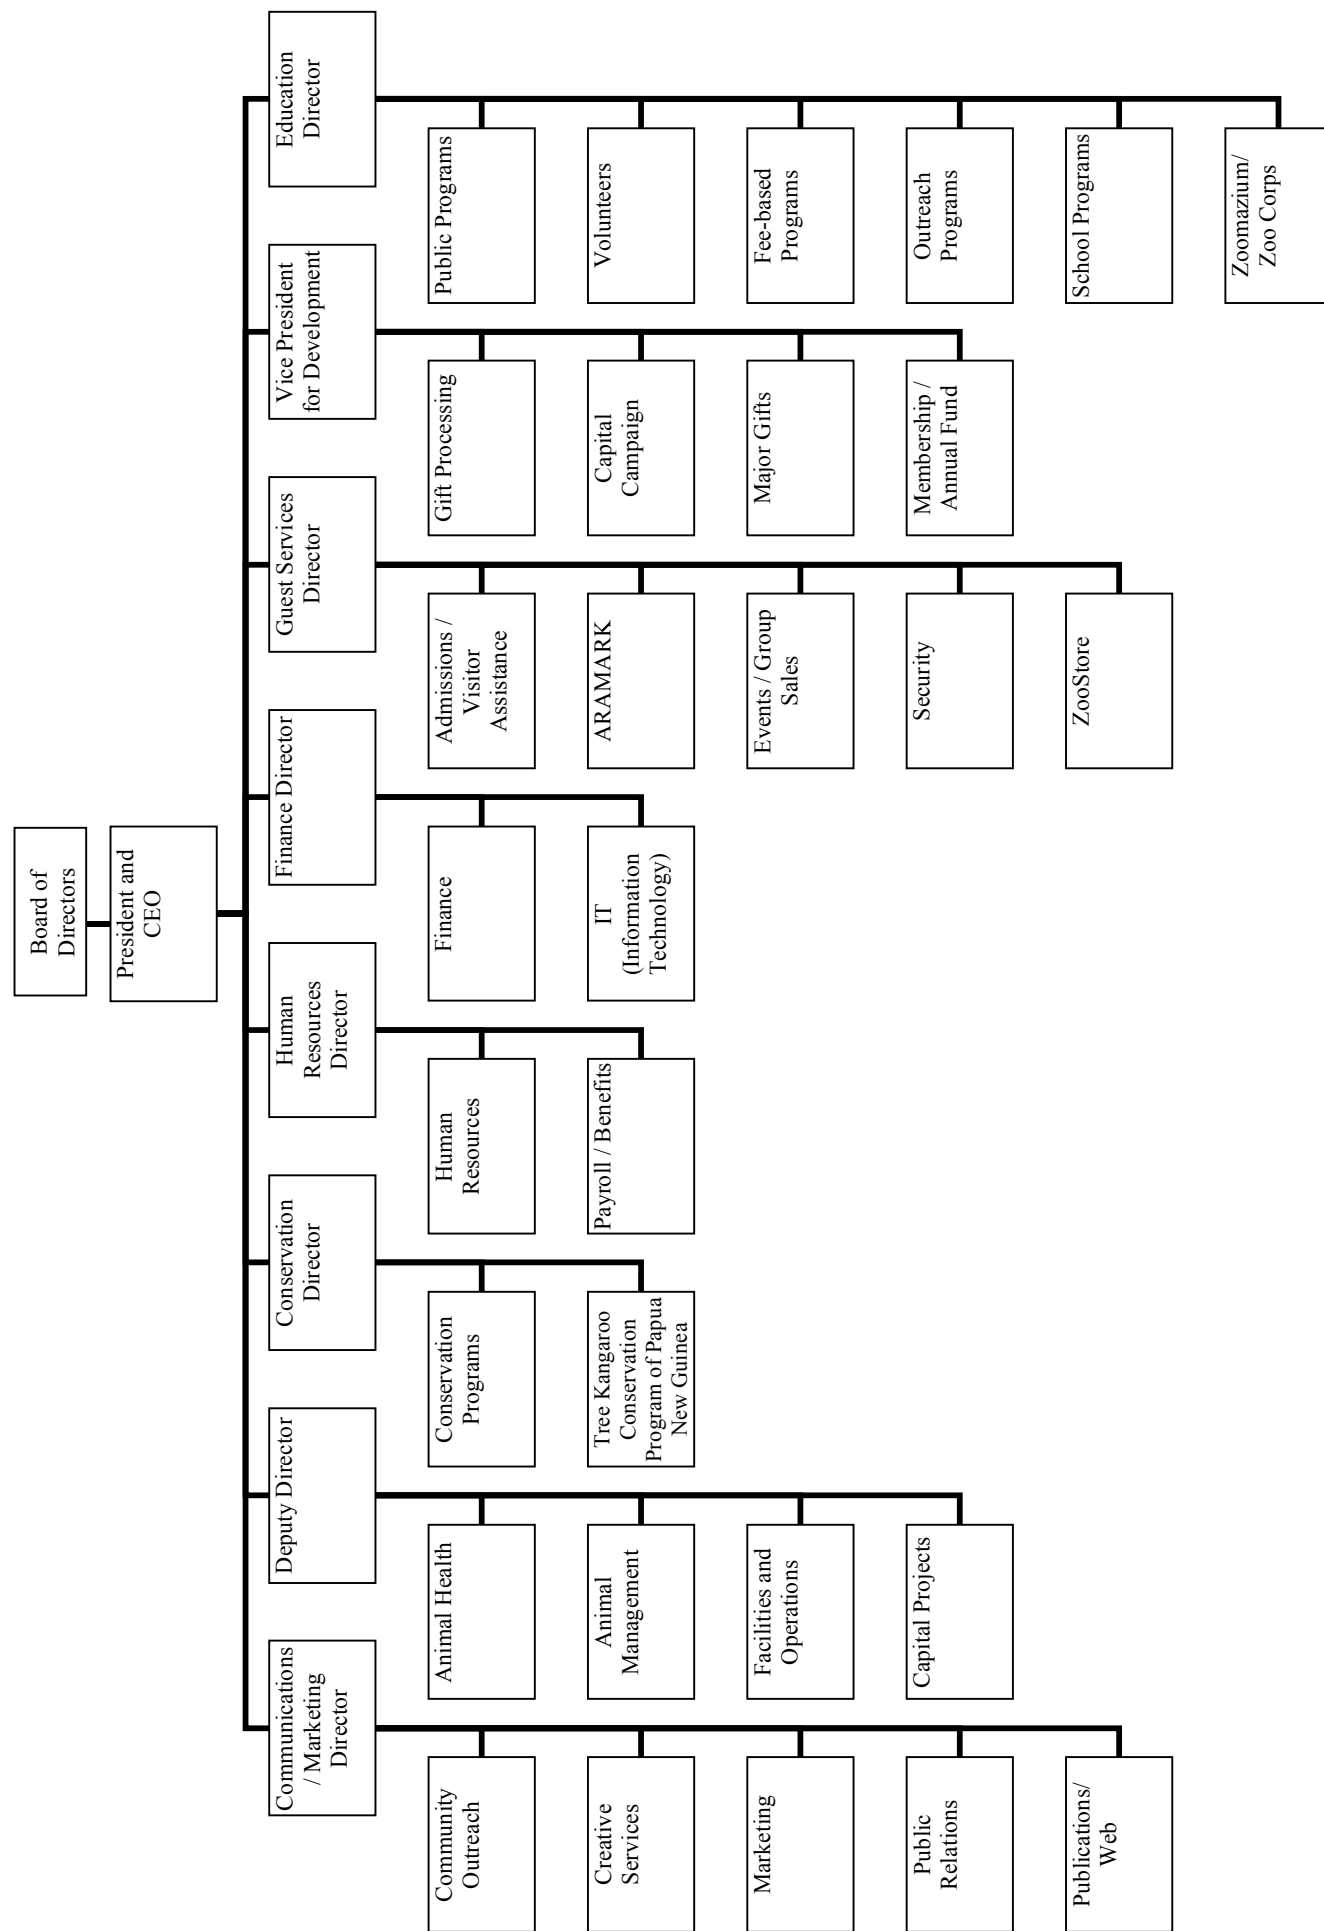 Board of
Directors
President and
CEO
Communications
/ Marketing
Director
Community
Outreach
Creative
Services
Marketing
Public
Relations
Publications/
Web
Deputy Director
Animal Health
Animal
Management
Facilities and
Operations
Capital Projects
Conservation
Director
Conservation
Programs
Tree Kangaroo
Conservation
Program of Papua
New Guinea
Human
Resources
Director
Human
Resources
Payroll / Benefits
Finance Director
Finance
IT
(Information
Technology)
Guest Services
Director
Admissions /
Visitor
Assistance
ARAMARK
Events / Group
Sales
Security
ZooStore
Vice President
for Development
Gift Processing
Capital
Campaign
Major Gifts
Membership /
Annual Fund
Education
Director
Public Programs
Volunteers
Fee-based
Programs
Outreach
Programs
School Programs
Zoomazium/
Zoo Corps